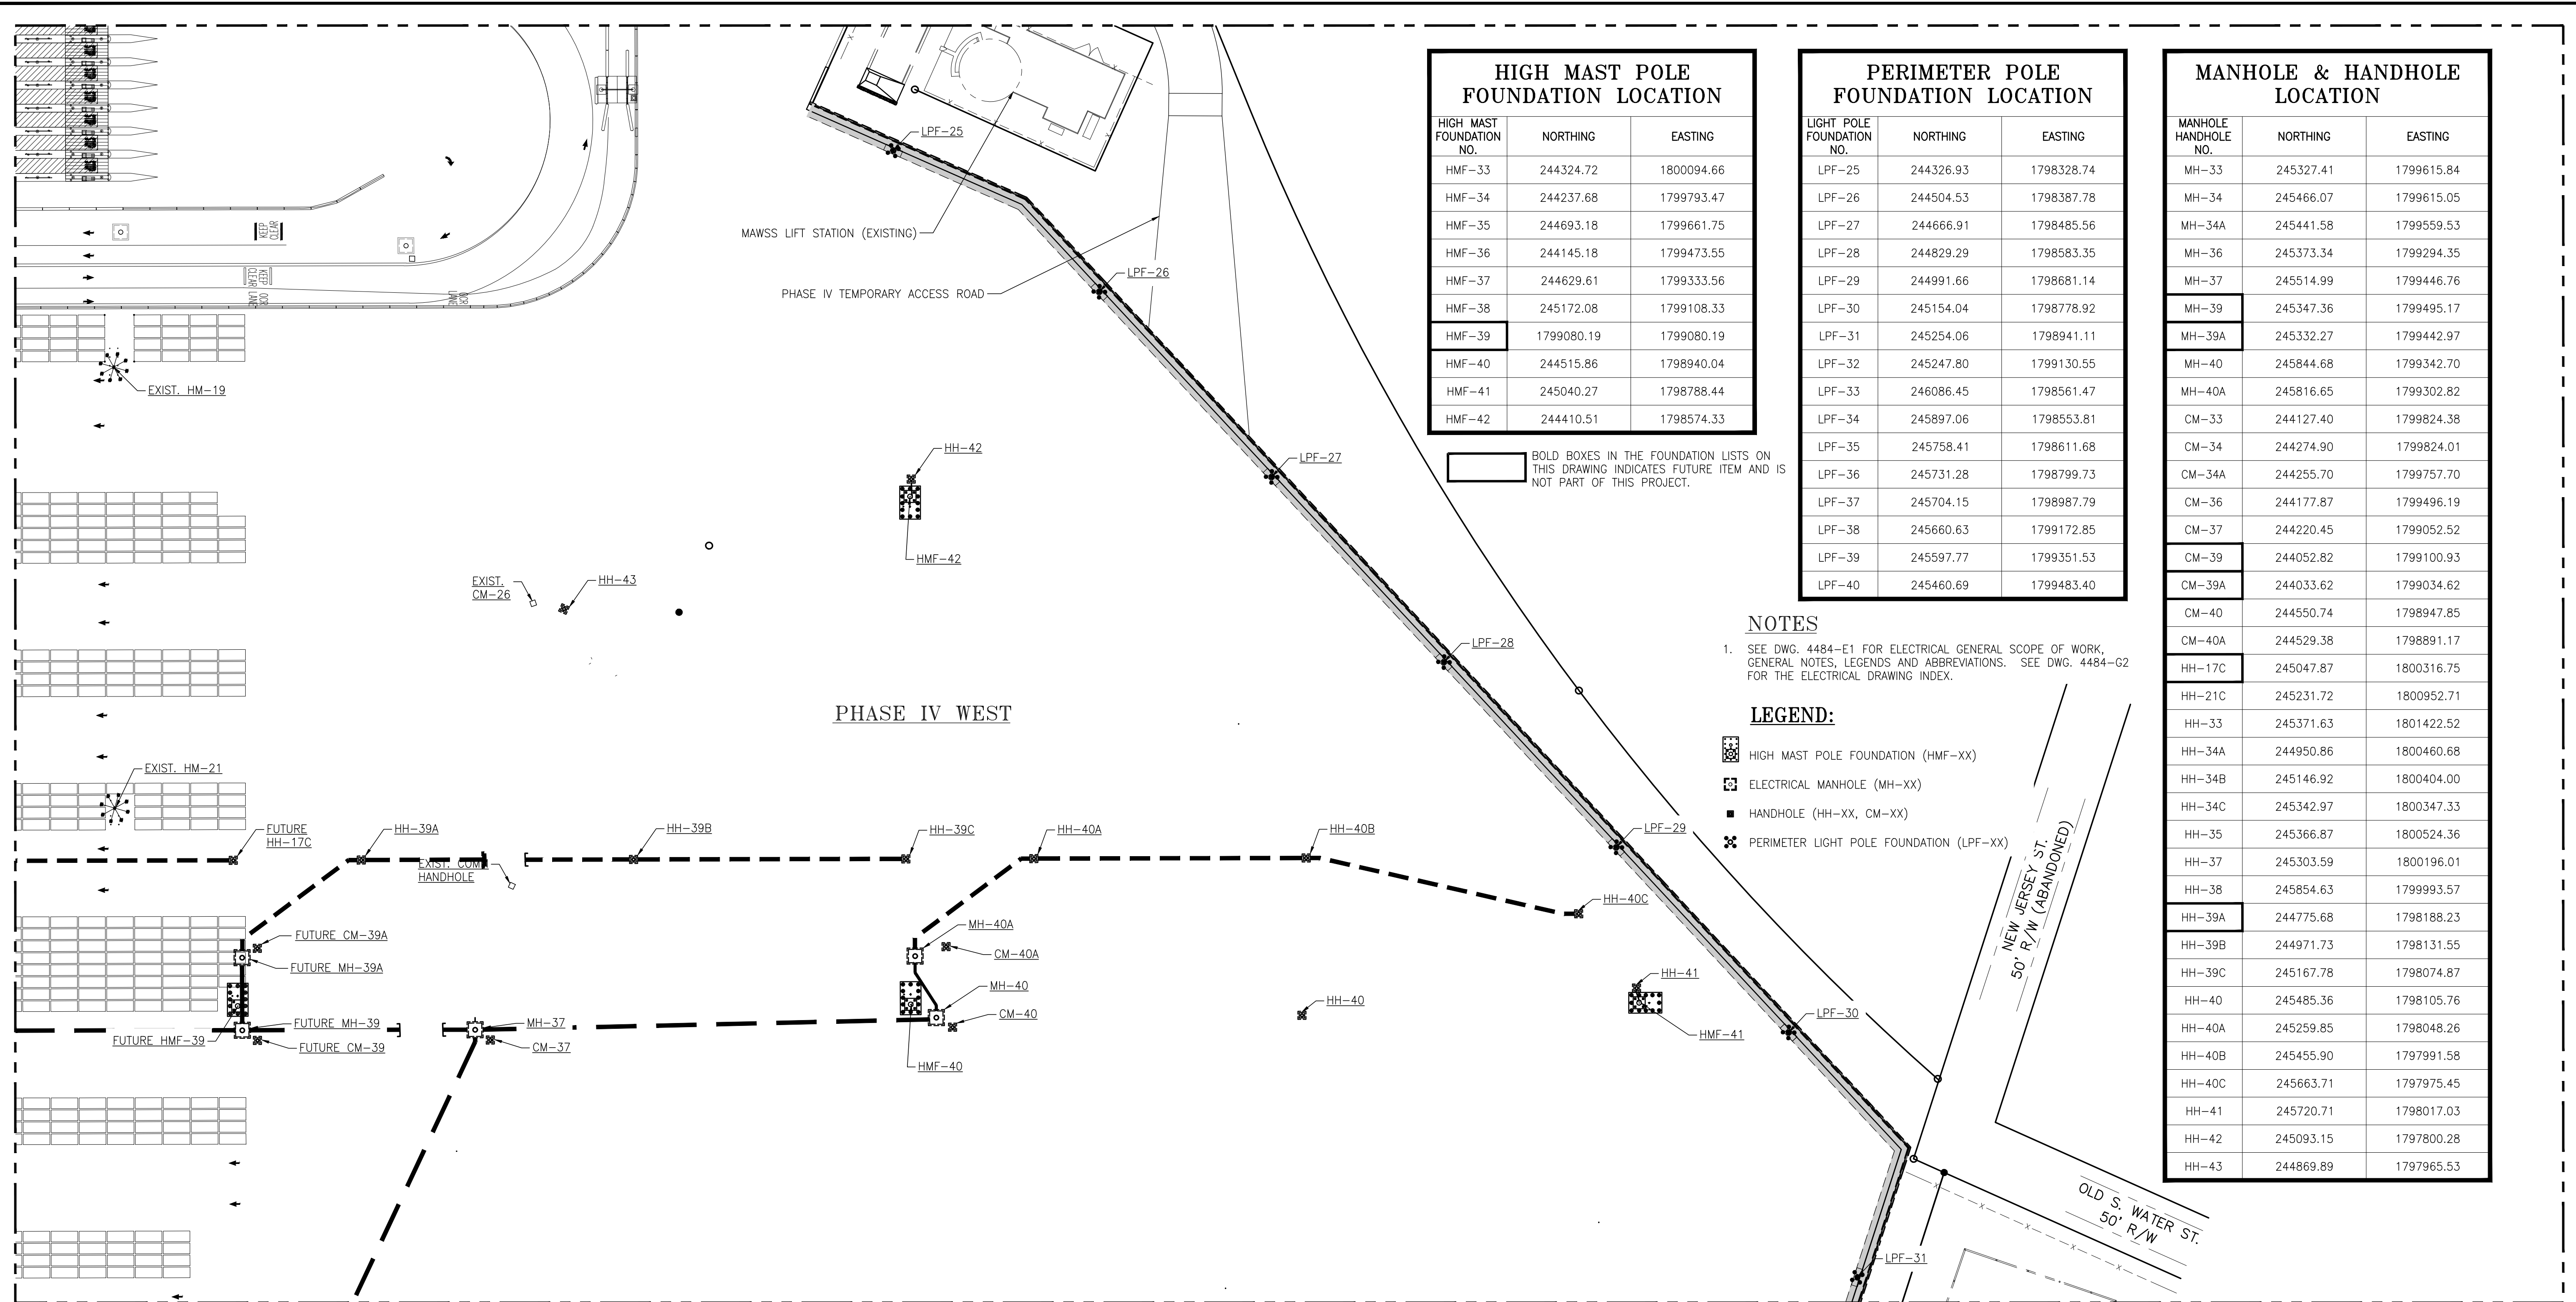 KEEP
CLEAR
KEEP
CLEAR
OCR
LANE
OCR
LANE
LPF-25
MAWSS LIFT STATION (EXISTING)
LPF-26
PHASE IV TEMPORARY ACCESS ROAD
EXIST. HM-19
HH-42
LPF-27
HMF-42
EXIST.
CM-26
HH-43
LPF-28
PHASE IV WEST
EXIST. HM-21
FUTURE
HH-17C
HH-39A
HH-39B
HH-39C
HH-40A
HH-40B
LPF-29
EXIST. COM
HANDHOLE
HH-40C
FUTURE CM-39A
MH-40A
FUTURE MH-39A
CM-40A
HH-41
MH-40
HH-40
FUTURE MH-39
MH-37
CM-40
LPF-30
FUTURE HMF-39
FUTURE CM-39
CM-37
HMF-41
HMF-40
LPF-31
NEW JERSEY ST.
50' R/W (ABANDONED)
OLD S. WATER ST.
50' R/W
HIGH MAST POLE
FOUNDATION LOCATION
HIGH MAST
FOUNDATION
NO.
NORTHING EASTING
HMF-33 244324.72 1800094.66
HMF-34 244237.68 1799793.47
HMF-35 244693.18 1799661.75
HMF-36 244145.18 1799473.55
HMF-37 244629.61 1799333.56
HMF-38 245172.08 1799108.33
HMF-39 1799080.19 1799080.19
HMF-40 244515.86 1798940.04
HMF-41 245040.27 1798788.44
HMF-42 244410.51 1798574.33
BOLD BOXES IN THE FOUNDATION LISTS ON
THIS DRAWING INDICATES FUTURE ITEM AND IS
NOT PART OF THIS PROJECT.
PERIMETER POLE
FOUNDATION LOCATION
LIGHT POLE
FOUNDATION
NO.
NORTHING EASTING
LPF-25 244326.93 1798328.74
LPF-26 244504.53 1798387.78
LPF-27 244666.91 1798485.56
LPF-28 244829.29 1798583.35
LPF-29 244991.66 1798681.14
LPF-30 245154.04 1798778.92
LPF-31 245254.06 1798941.11
LPF-32 245247.80 1799130.55
LPF-33 246086.45 1798561.47
LPF-34 245897.06 1798553.81
LPF-35 245758.41 1798611.68
LPF-36 245731.28 1798799.73
LPF-37 245704.15 1798987.79
LPF-38 245660.63 1799172.85
LPF-39 245597.77 1799351.53
LPF-40 245460.69 1799483.40
NOTES
1. SEE DWG. 4484-E1 FOR ELECTRICAL GENERAL SCOPE OF WORK,
GENERAL NOTES, LEGENDS AND ABBREVIATIONS. SEE DWG. 4484-G2
FOR THE ELECTRICAL DRAWING INDEX.
LEGEND:
HIGH MAST POLE FOUNDATION (HMF-XX)
ELECTRICAL MANHOLE (MH-XX)
HANDHOLE (HH-XX, CM-XX)
PERIMETER LIGHT POLE FOUNDATION (LPF-XX)
MANHOLE & HANDHOLE
LOCATION
MANHOLE
HANDHOLE
NO.
NORTHING EASTING
MH-33 245327.41 1799615.84
MH-34 245466.07 1799615.05
MH-34A 245441.58 1799559.53
MH-36 245373.34 1799294.35
MH-37 245514.99 1799446.76
MH-39 245347.36 1799495.17
MH-39A 245332.27 1799442.97
MH-40 245844.68 1799342.70
MH-40A 245816.65 1799302.82
CM-33 244127.40 1799824.38
CM-34 244274.90 1799824.01
CM-34A 244255.70 1799757.70
CM-36 244177.87 1799496.19
CM-37 244220.45 1799052.52
CM-39 244052.82 1799100.93
CM-39A 244033.62 1799034.62
CM-40 244550.74 1798947.85
CM-40A 244529.38 1798891.17
HH-17C 245047.87 1800316.75
HH-21C 245231.72 1800952.71
HH-33 245371.63 1801422.52
HH-34A 244950.86 1800460.68
HH-34B 245146.92 1800404.00
HH-34C 245342.97 1800347.33
HH-35 245366.87 1800524.36
HH-37 245303.59 1800196.01
HH-38 245854.63 1799993.57
HH-39A 244775.68 1798188.23
HH-39B 244971.73 1798131.55
HH-39C 245167.78 1798074.87
HH-40 245485.36 1798105.76
HH-40A 245259.85 1798048.26
HH-40B 245455.90 1797991.58
HH-40C 245663.71 1797975.45
HH-41 245720.71 1798017.03
HH-42 245093.15 1797800.28
HH-43 244869.89 1797965.53